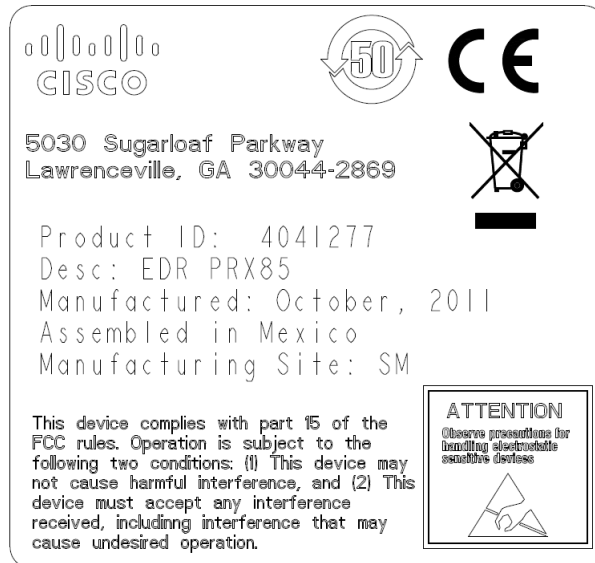 CISCO
50
CE
5030 Sugarloaf Parkway
Lawrenceville, GA 30044-2869
Product ID: 4041277
Desc: EDR PRX85
Manufactured: October, 2011
Assembled in Mexico
Manufacturing Site: SM
This device complies with part 15 of the
FCC rules. Operation is subject to the
following two conditions: (1) This device may
not cause harmful interference, and (2) This
device must accept any interference
received, includinng interference that may
cause undesired operation.
ATTENTION
Observe precautions for
handling electrostatic
sensitive devices